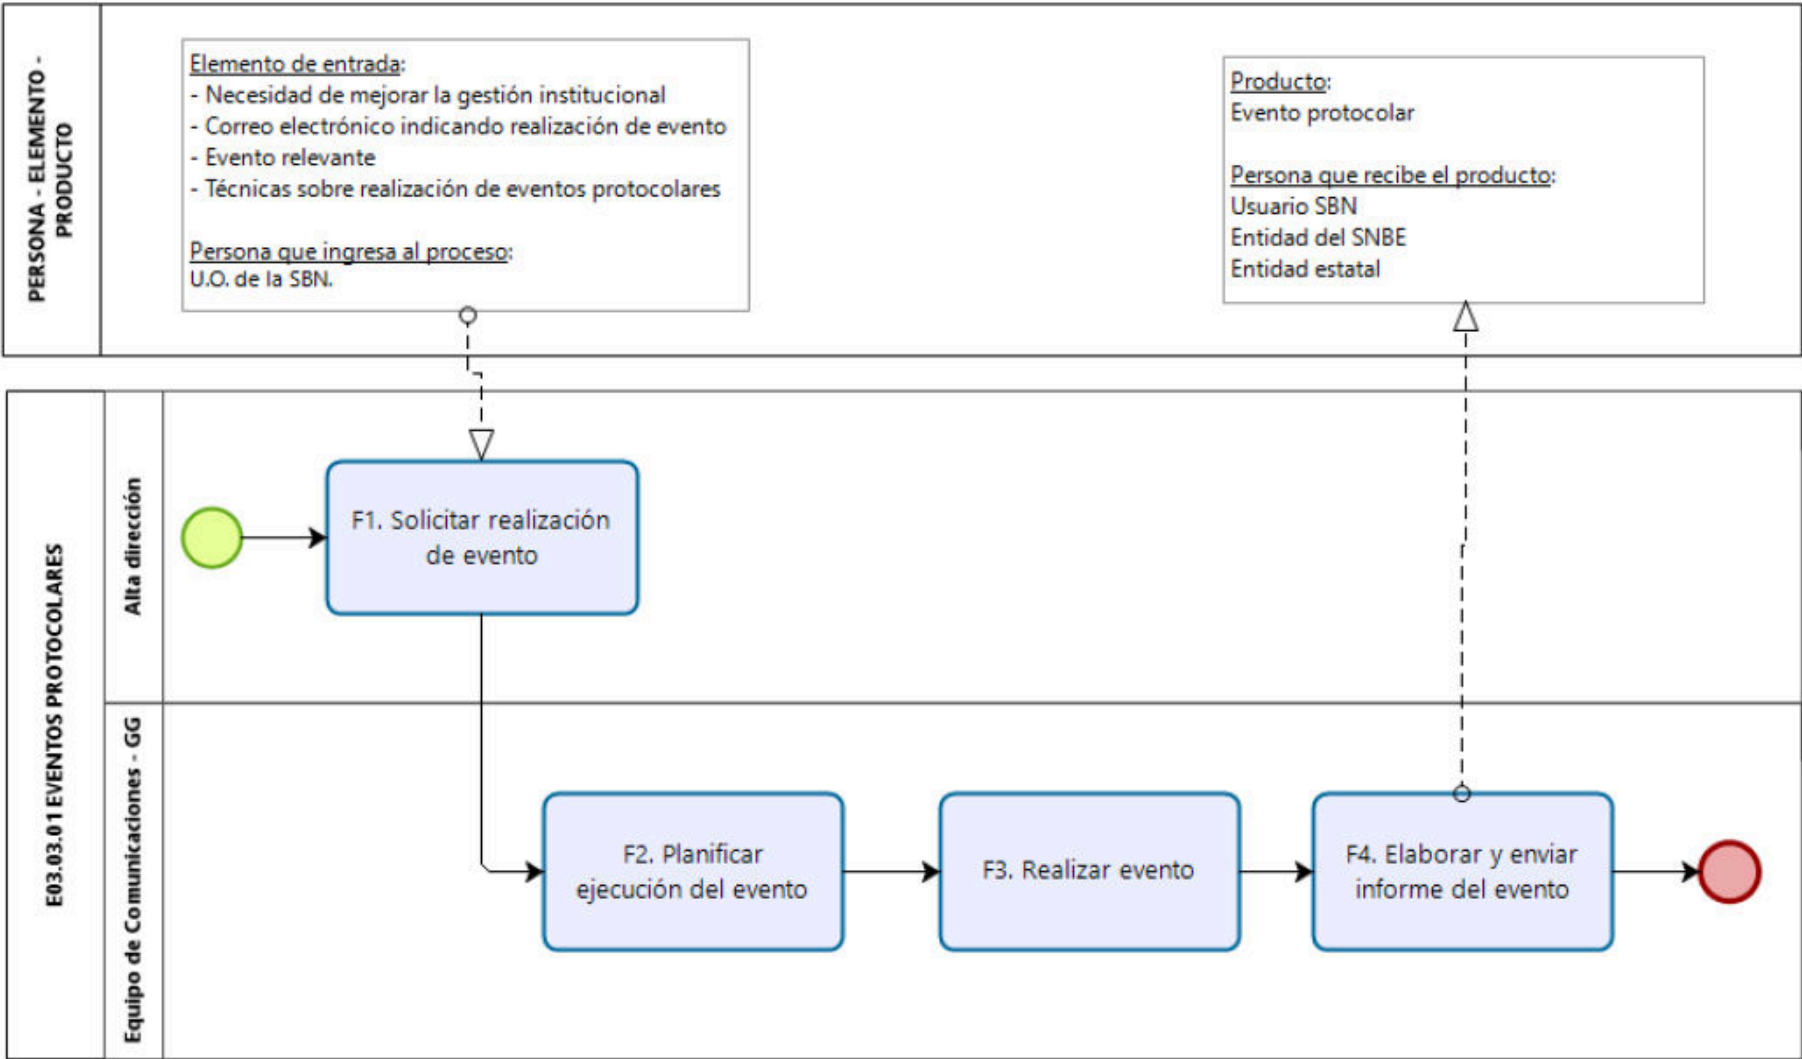 PERSONA - ELEMENTO -
PRODUCTO
Elemento de entrada:
- Necesidad de mejorar la gestión institucional
- Correo electrónico indicando realización de evento
- Evento relevante
- Técnicas sobre realización de eventos protocolares
Persona que ingresa al proceso:
U.O. de la SBN.
Producto:
Evento protocolar
Persona que recibe el producto:
Usuario SBN
Entidad del SNBE
Entidad estatal
E03.03.01 EVENTOS PROTOCOLARES
Alta dirección
F1. Solicitar realización
de evento
Equipo de Comunicaciones - GG
F2. Planificar
ejecución del evento
F3. Realizar evento
F4. Elaborar y enviar
informe del evento